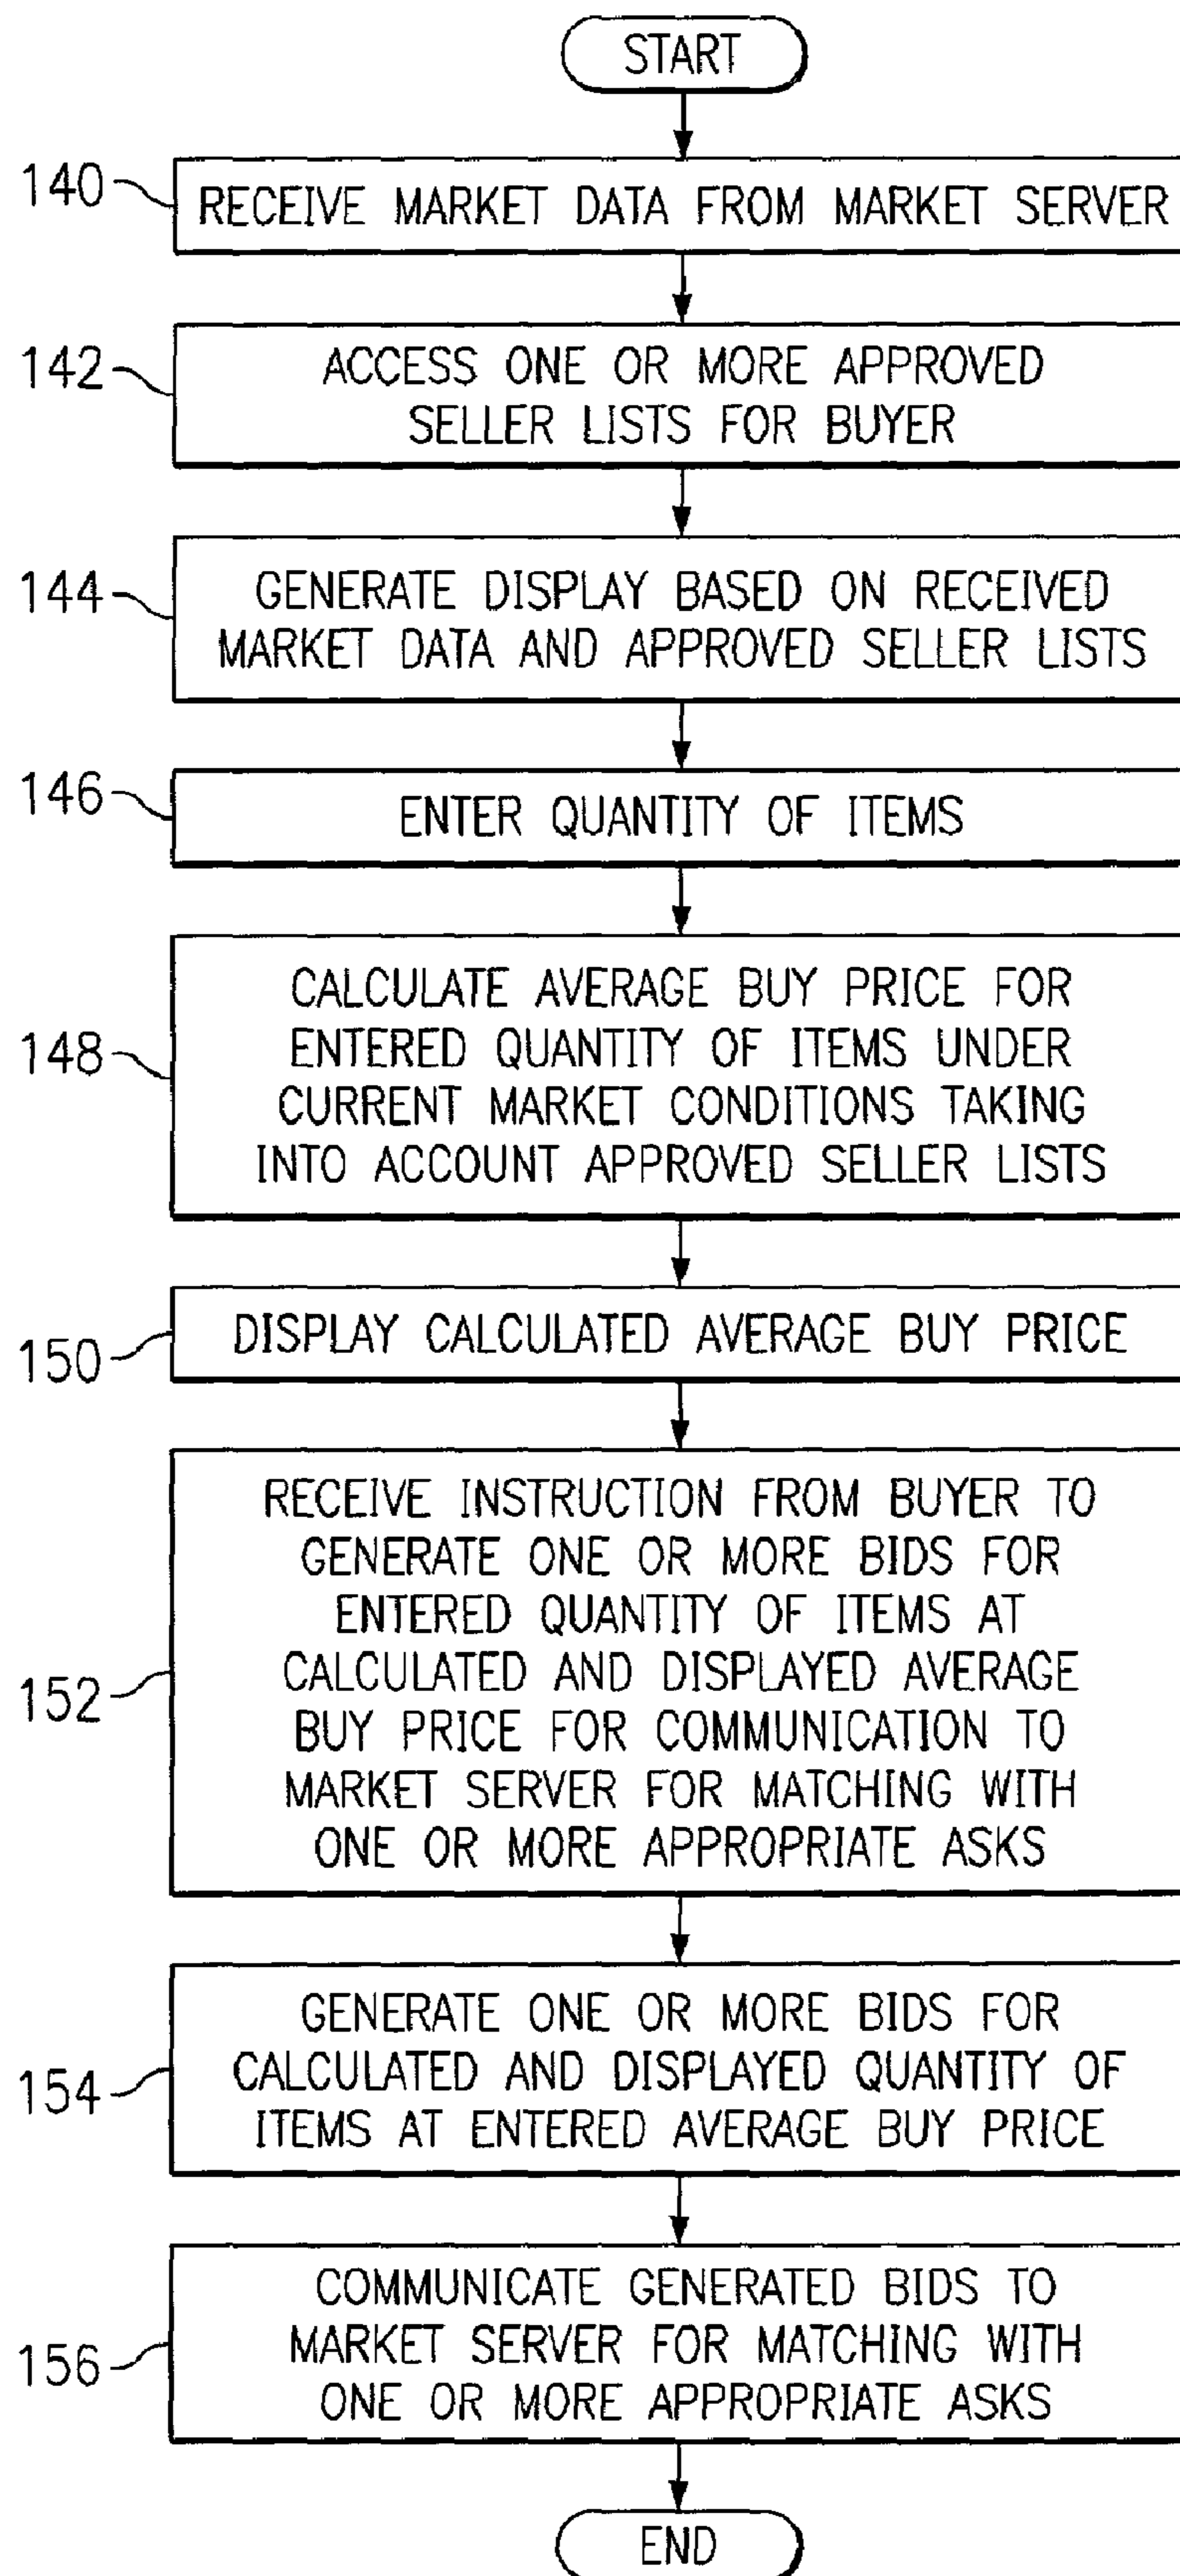 START
140
RECEIVE MARKET DATA FROM MARKET SERVER
142
ACCESS ONE OR MORE APPROVED
SELLER LISTS FOR BUYER
144
GENERATE DISPLAY BASED ON RECEIVED
MARKET DATA AND APPROVED SELLER LISTS
146
ENTER QUANTITY OF ITEMS
148
CALCULATE AVERAGE BUY PRICE FOR
ENTERED QUANTITY OF ITEMS UNDER
CURRENT MARKET CONDITIONS TAKING
INTO ACCOUNT APPROVED SELLER LISTS
150
DISPLAY CALCULATED AVERAGE BUY PRICE
152
RECEIVE INSTRUCTION FROM BUYER TO
GENERATE ONE OR MORE BIDS FOR
ENTERED QUANTITY OF ITEMS AT
CALCULATED AND DISPLAYED AVERAGE
BUY PRICE FOR COMMUNICATION TO
MARKET SERVER FOR MATCHING WITH
ONE OR MORE APPROPRIATE ASKS
154
GENERATE ONE OR MORE BIDS FOR
CALCULATED AND DISPLAYED QUANTITY OF
ITEMS AT ENTERED AVERAGE BUY PRICE
156
COMMUNICATE GENERATED BIDS TO
MARKET SERVER FOR MATCHING WITH
ONE OR MORE APPROPRIATE ASKS
END